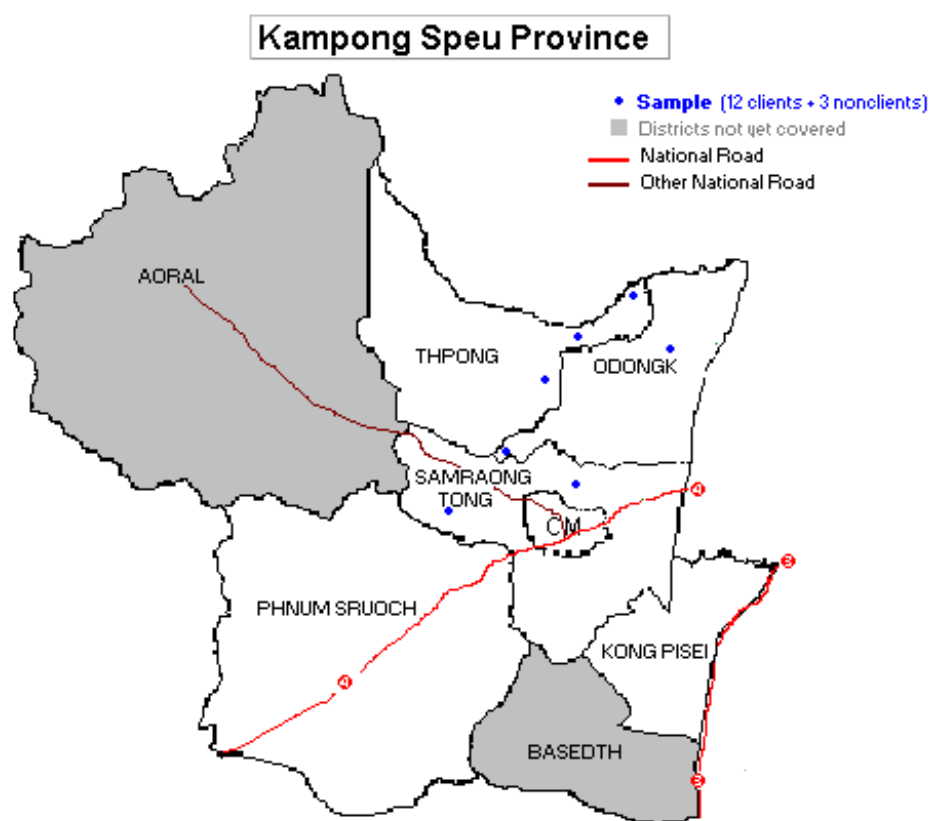 Kampong Speu Province
Sample (12 clients + 3 nonclients)
Districts not yet covered
National Road
Other National Road
AORAL
THPONG
ODONGK
SAMRAONG
TONG
4
CM
3
PHNUM SRUOCH
KONG PISEI
4
BASEDTH
3